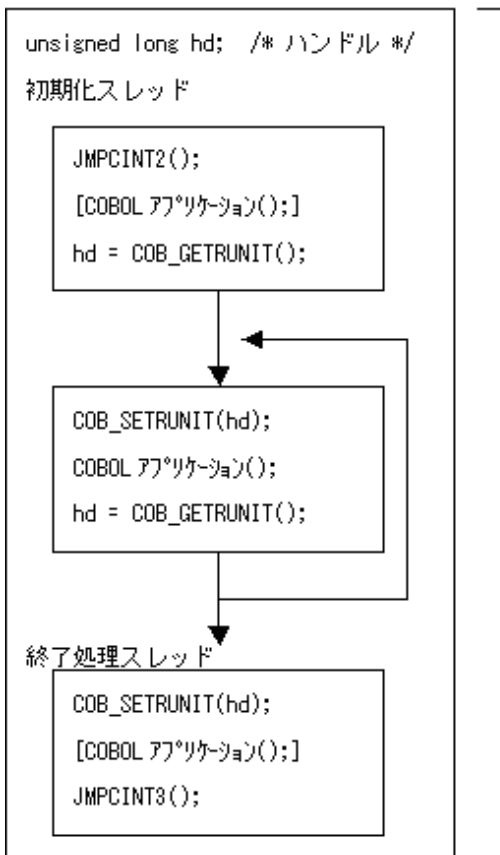 unsigned long hd;  /* ハンドル */
初期化スレッド
JMPCINT2();
[COBOL アプリケーション();]
hd = COB_GETRUNIT();
COB_SETRUNIT(hd);
COBOL アプリケーション();
hd = COB_GETRUNIT();
終了処理スレッド
COB_SETRUNIT(hd);
[COBOL アプリケーション();]
JMPCINT3();